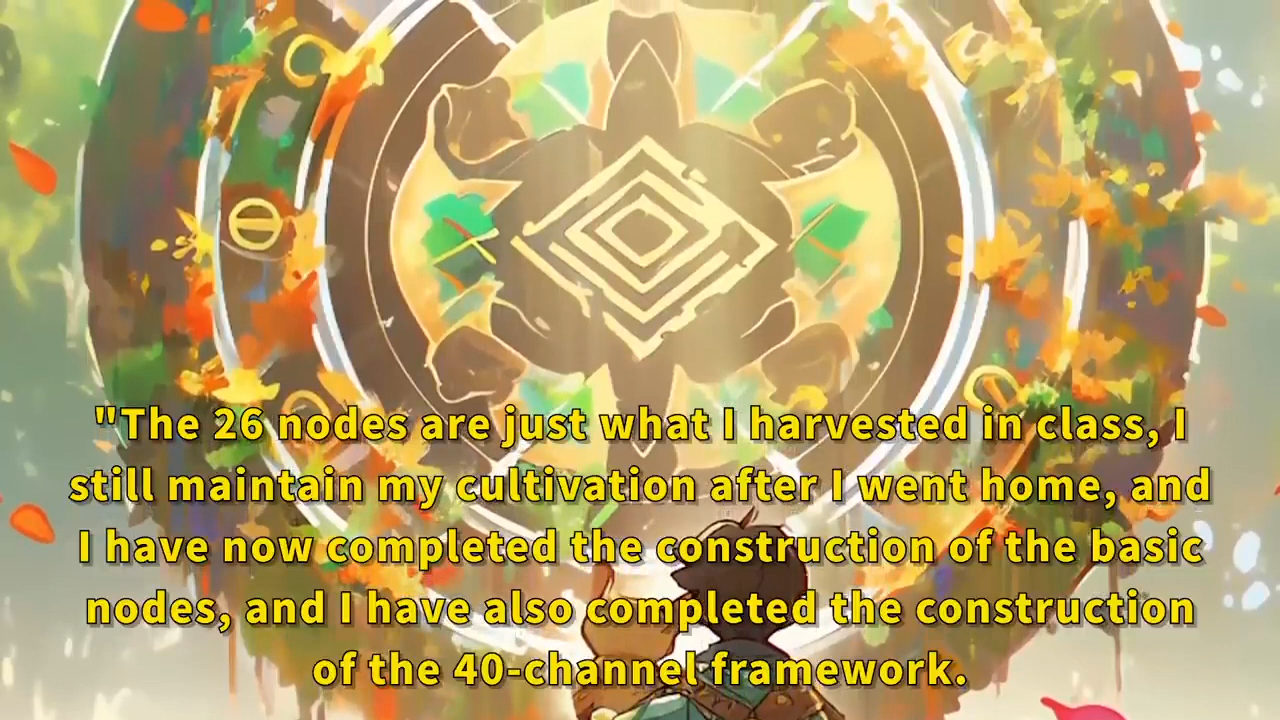 "The 26 nodes are just what I harvested in class, I
still maintain my cultivation after I went home, and
I have now completed the construction of the basic
nodes, and I have also completed the construction
of the 40-channel framework.